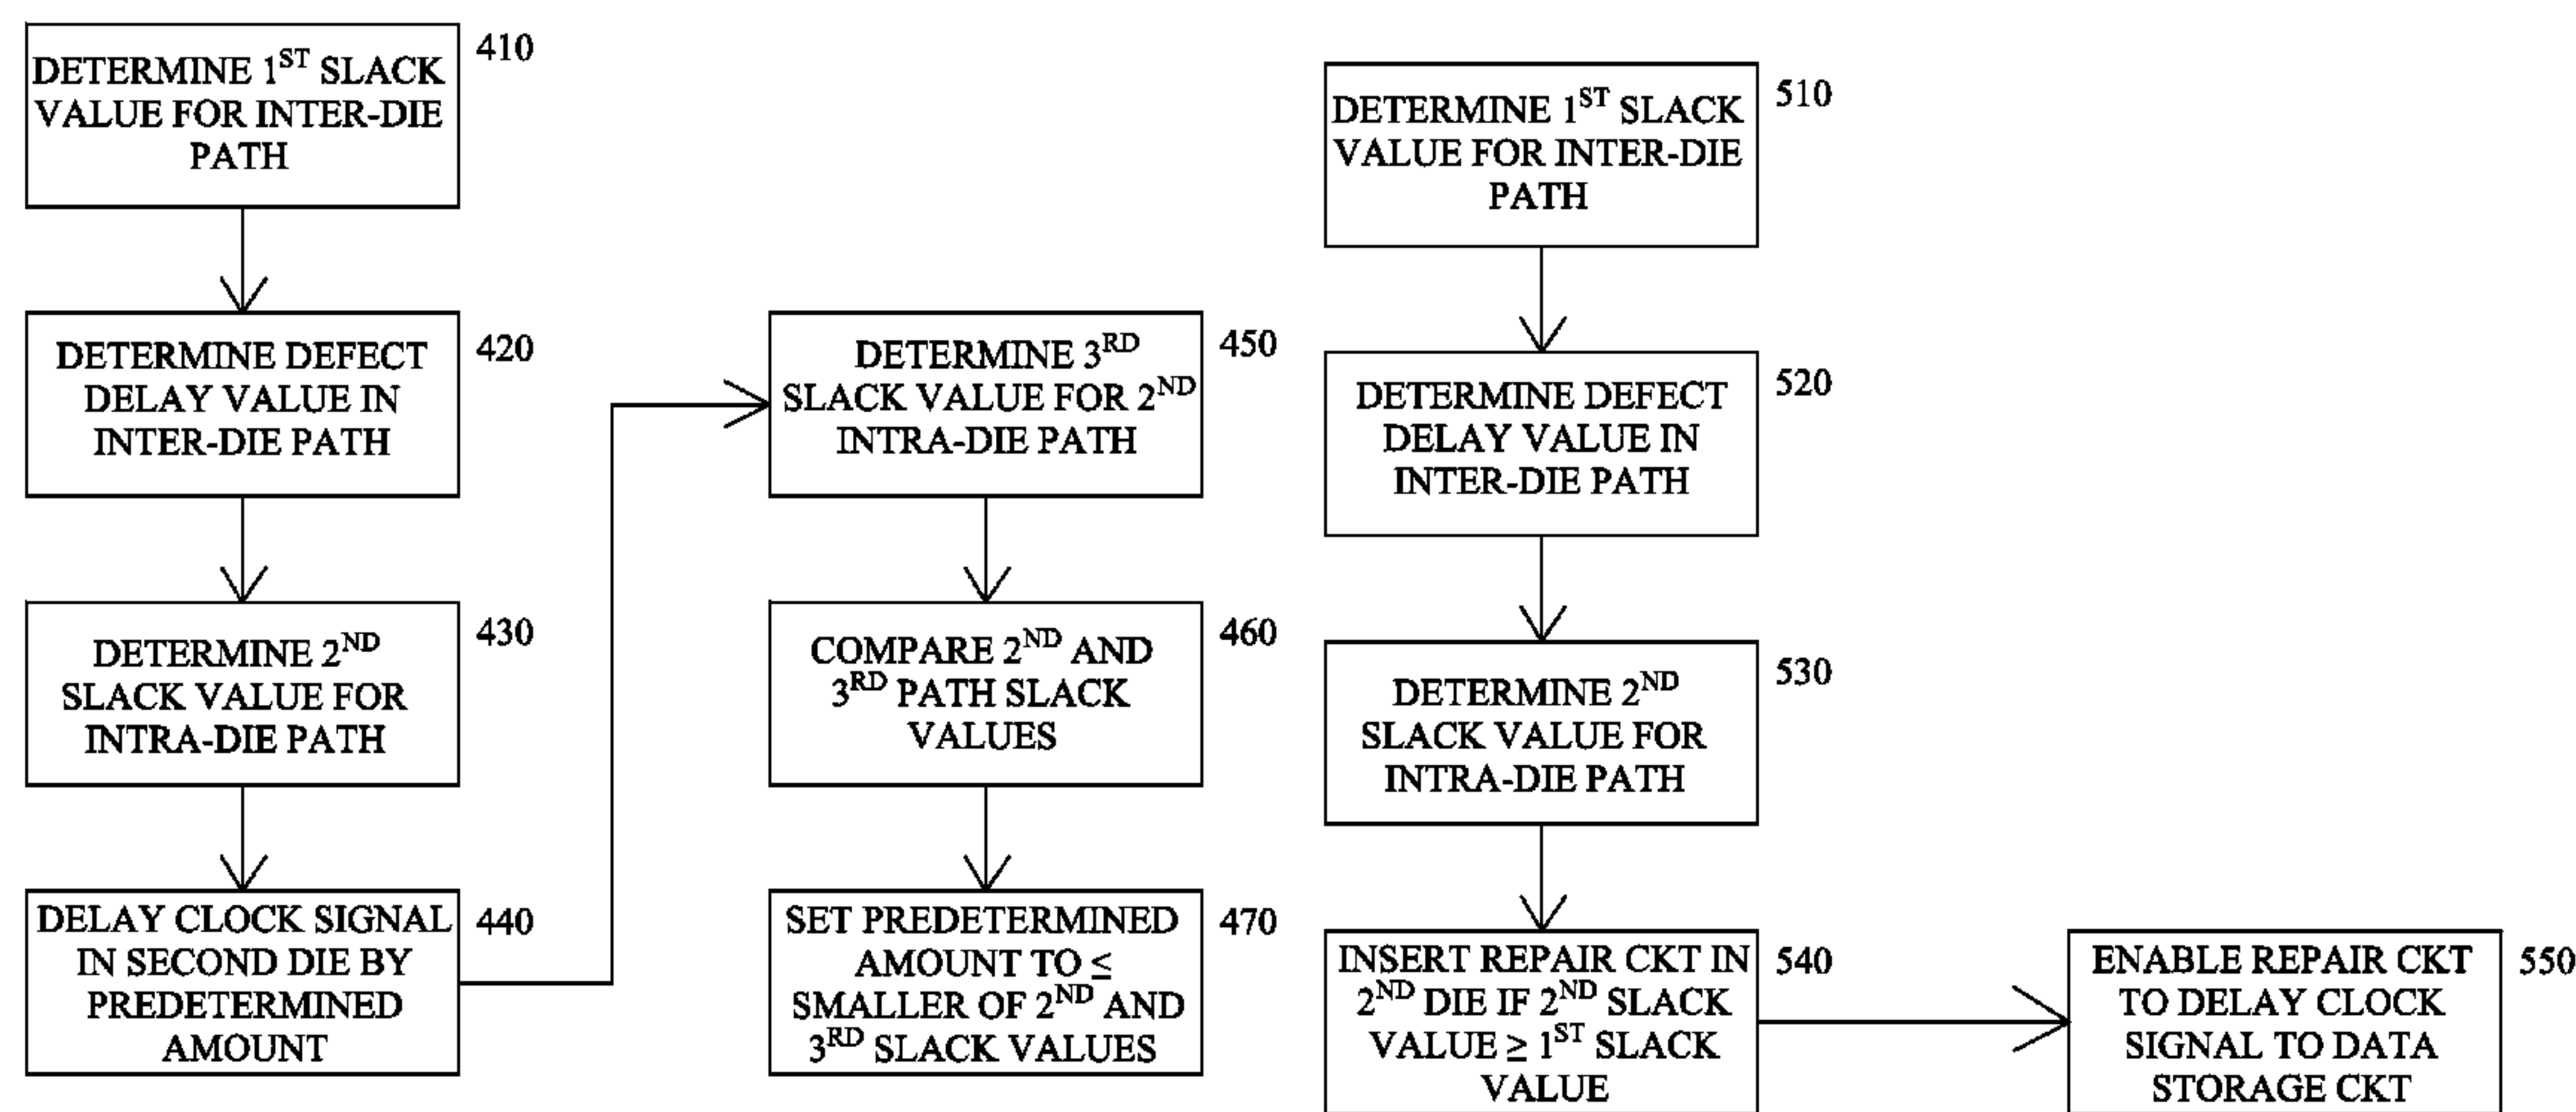 DETERMINE 1ST SLACK
VALUE FOR INTER-DIE
PATH
410
DETERMINE DEFECT
DELAY VALUE IN
INTER-DIE PATH
420
DETERMINE 2ND
SLACK VALUE FOR
INTRA-DIE PATH
430
DELAY CLOCK SIGNAL
IN SECOND DIE BY
PREDETERMINED
AMOUNT
440
DETERMINE 3RD
SLACK VALUE FOR 2ND
INTRA-DIE PATH
450
COMPARE 2ND AND
3RD PATH SLACK
VALUES
460
SET PREDETERMINED
AMOUNT TO ≤
SMALLER OF 2ND AND
3RD SLACK VALUES
470
DETERMINE 1ST SLACK
VALUE FOR INTER-DIE
PATH
510
DETERMINE DEFECT
DELAY VALUE IN
INTER-DIE PATH
520
DETERMINE 2ND
SLACK VALUE FOR
INTRA-DIE PATH
530
INSERT REPAIR CKT IN
2ND DIE IF 2ND SLACK
VALUE ≥ 1ST SLACK
VALUE
540
ENABLE REPAIR CKT
TO DELAY CLOCK
SIGNAL TO DATA
STORAGE CKT
550